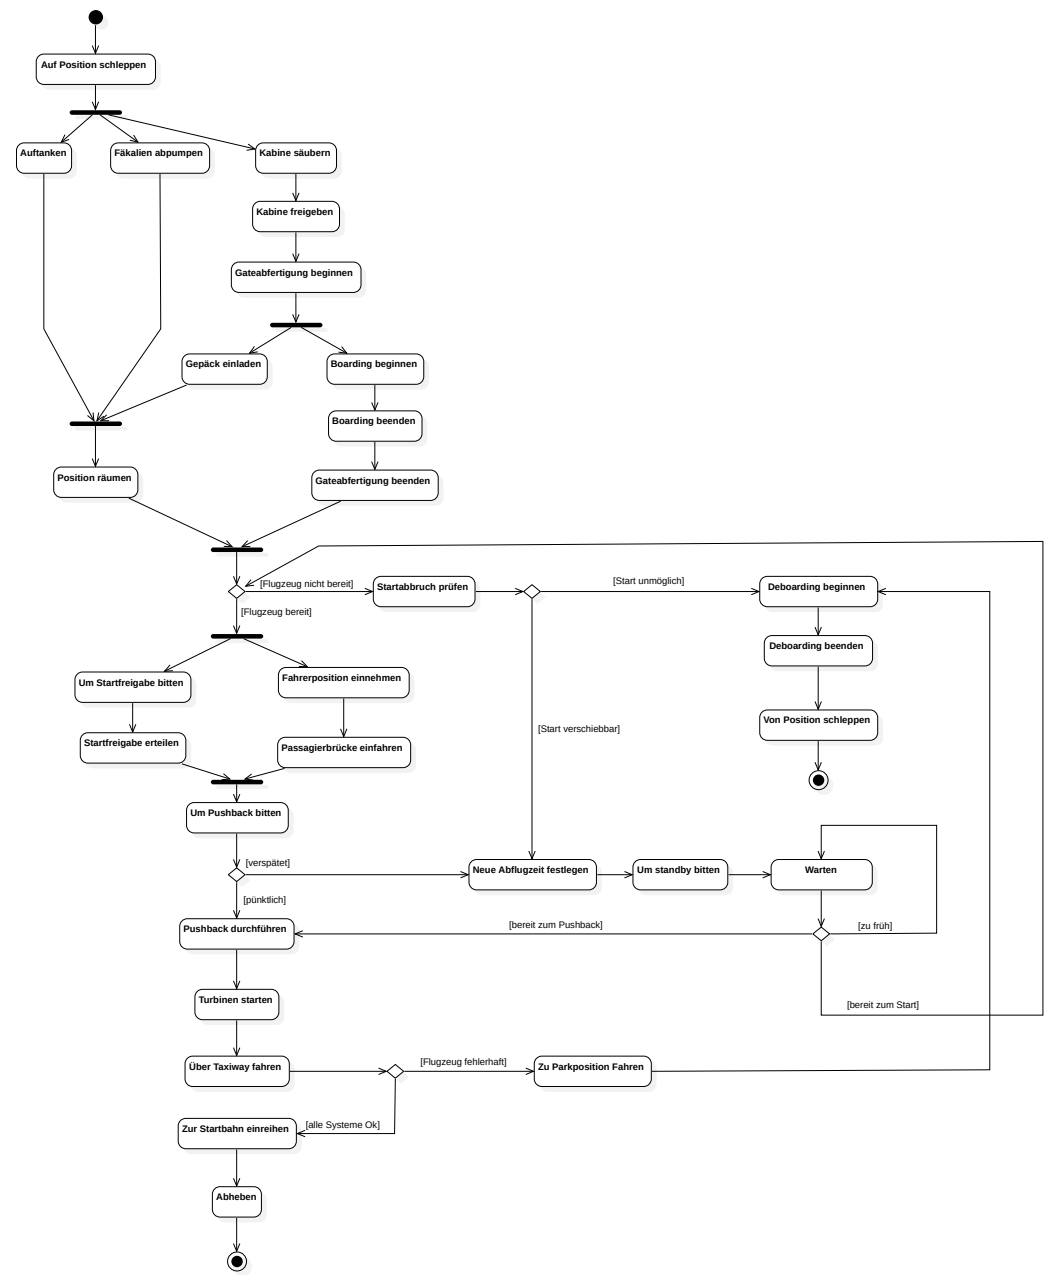 Auf Position schleppen
Auftanken
Fäkalien abpumpen
Kabine säubern
Kabine freigeben
Gateabfertigung beginnen
Gepäck einladen
Boarding beginnen
Boarding beenden
Position räumen
Gateabfertigung beenden
[Flugzeug nicht bereit]
Startabbruch prüfen
[Start unmöglich]
Deboarding beginnen
[Flugzeug bereit]
Deboarding beenden
Um Startfreigabe bitten
Fahrerposition einnehmen
Von Position schleppen
[Start verschiebbar]
Startfreigabe erteilen
Passagierbrücke einfahren
Um Pushback bitten
[verspätet]
Neue Abflugzeit festlegen
Um standby bitten
Warten
[pünktlich]
Pushback durchführen
[bereit zum Pushback]
[zu früh]
Turbinen starten
[bereit zum Start]
Über Taxiway fahren
[Flugzeug fehlerhaft]
Zu Parkposition Fahren
Zur Startbahn einreihen
[alle Systeme Ok]
Abheben